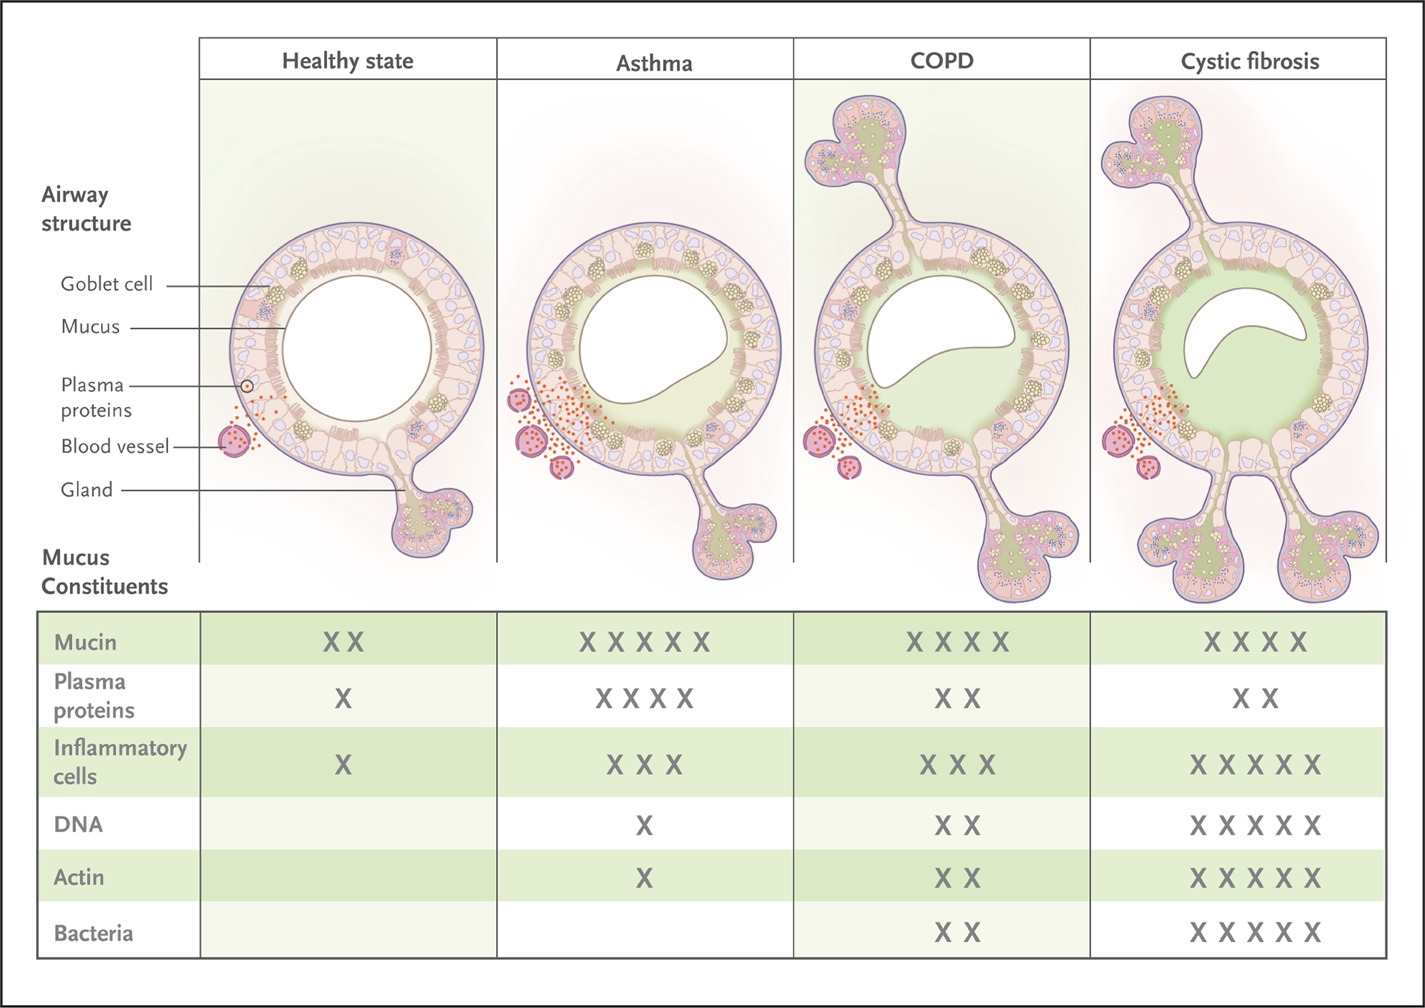 Healthy state
Asthma
COPD
Cystic fibrosis
Airway
structure
Goblet cell
Mucus
Plasma
proteins
Blood vessel
Gland
Mucus
Constituents
Mucin
X X
X X X X X
X X X X
X X X X
Plasma
proteins
X
X X X X
X X
X X
Inflammatory
cells
X
X X X
X X X
X X X X X
DNA
X
X X
X X X X X
Actin
X
X X
X X X X X
Bacteria
X X
X X X X X